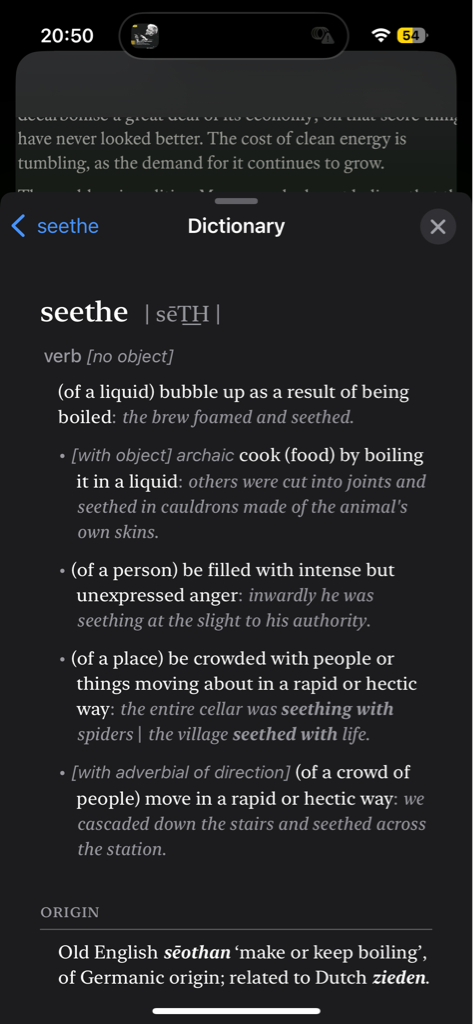 20:50
54
decarbonise a great deal of its economy, on that score
have never looked better. The cost of clean energy is
tumbling, as the demand for it continues to grow.
seethe
Dictionary
seethe | sēTH |
verb [no object]
(of a liquid) bubble up as a result of being
boiled: the brew foamed and seethed.
• [with object] archaic cook (food) by boiling
it in a liquid: others were cut into joints and
seethed in cauldrons made of the animal's
own skins.
• (of a person) be filled with intense but
unexpressed anger: inwardly he was
seething at the slight to his authority.
• (of a place) be crowded with people or
things moving about in a rapid or hectic
way: the entire cellar was seething with
spiders | the village seethed with life.
• [with adverbial of direction] (of a crowd of
people) move in a rapid or hectic way: we
cascaded down the stairs and seethed across
the station.
ORIGIN
Old English sēothan ‘make or keep boiling’,
of Germanic origin; related to Dutch zieden.